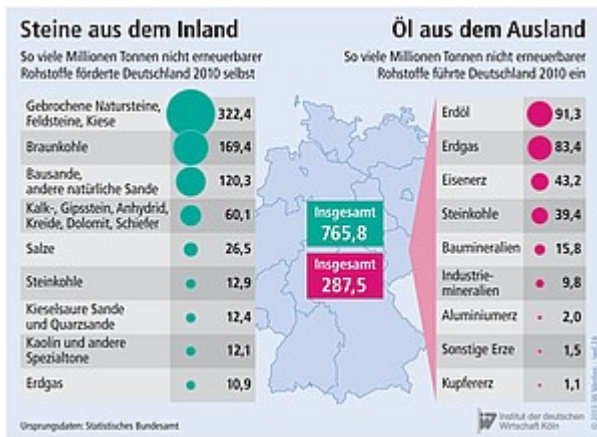 Steine aus dem Inland
So viele Millionen Tonnen nicht erneuerbarer
Rohstoffe förderte Deutschland 2010 selbst
Gebrochene Natursteine,
Feldsteine, Kiese
322,4
Braunkohle
169,4
Bausande,
andere natürliche Sande
120,3
Kalk-, Gipsstein, Anhydrid,
Kreide, Dolomit, Schiefer
60,1
Salze
26,5
Steinkohle
12,9
Kieselsaure Sande
und Quarzsande
12,4
Kaolin und andere
Spezialtone
12,1
Erdgas
10,9
Insgesamt
765,8
Insgesamt
287,5
Öl aus dem Ausland
So viele Millionen Tonnen nicht erneuerbarer
Rohstoffe führte Deutschland 2010 ein
Erdöl
91,3
Erdgas
83,4
Eisenerz
43,2
Steinkohle
39,4
Baumineralien
15,8
Industrie-
mineralien
9,8
Aluminiumerz
2,0
Sonstige Erze
1,5
Kupfererz
1,1
Ursprungsdaten: Statistisches Bundesamt
Institut der deutschen
Wirtschaft Köln